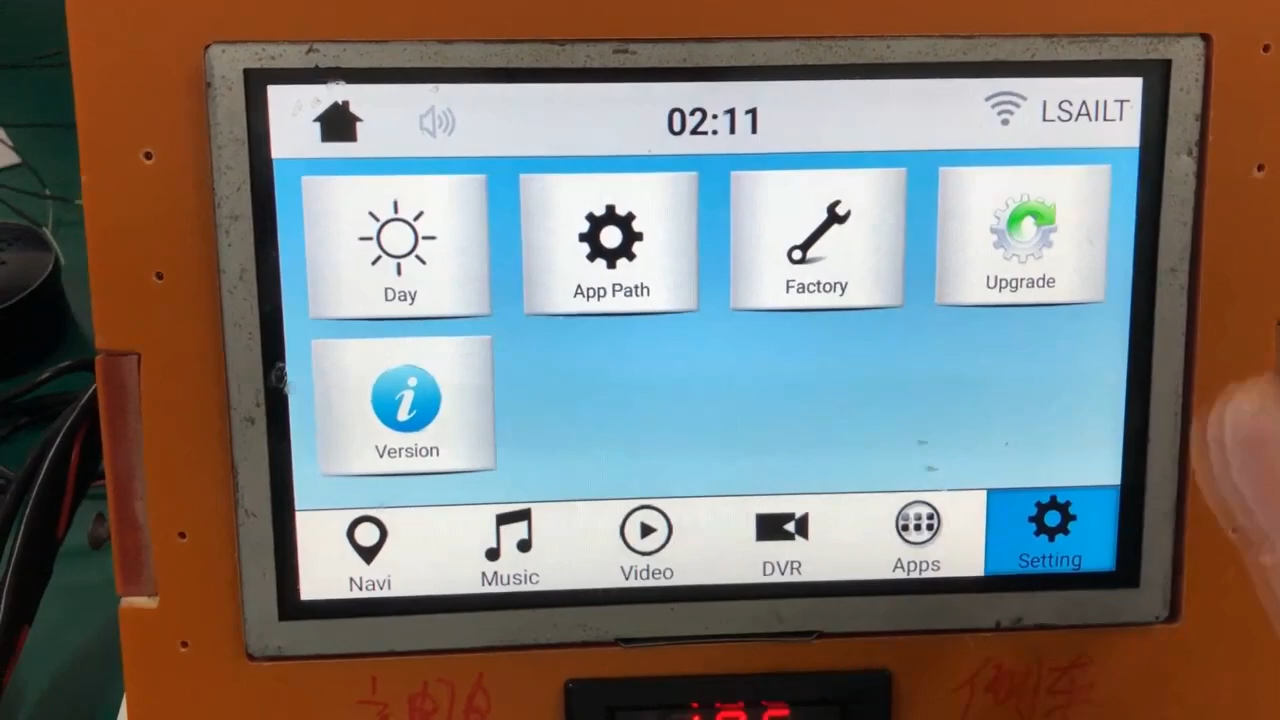 02:11
LSAILT
Day
App Path
Factory
Upgrade
Version
Navi
Music
Video
DVR
Apps
Setting